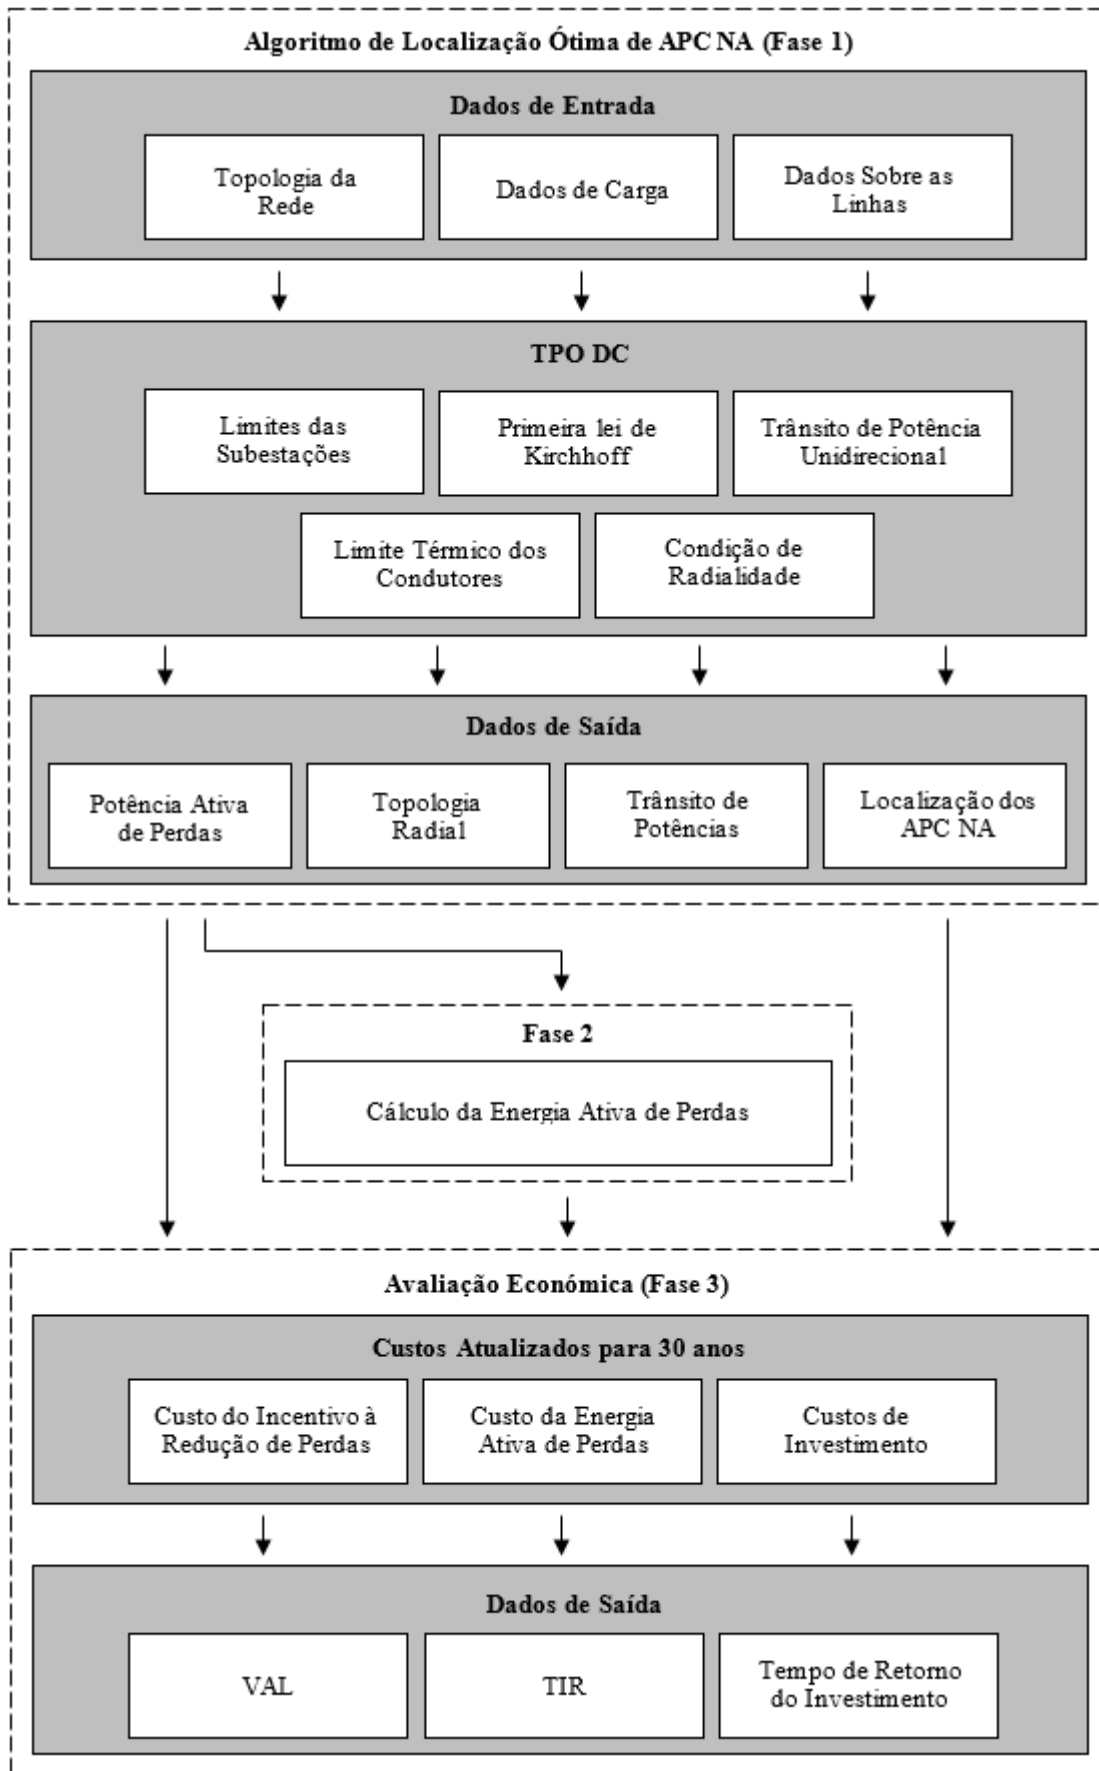 Algoritmo de Localização Ótima de APC NA (Fase 1)
Dados de Entrada
Topologia da
Rede
Dados de Carga
Dados Sobre as
Linhas
TPO DC
Limites das
Subestações
Primeira lei de
Kirchhoff
Trânsito de Potência
Unidirecional
Limite Térmico dos
Condutores
Condição de
Radialidade
Dados de Saída
Potência Ativa
de Perdas
Topologia
Radial
Trânsito de
Potências
Localização dos
APC NA
Fase 2
Cálculo da Energia Ativa de Perdas
Avaliação Económica (Fase 3)
Custos Atualizados para 30 anos
Custo do Incentivo à
Redução de Perdas
Custo da Energia
Ativa de Perdas
Custos de
Investimento
Dados de Saída
VAL
TIR
Tempo de Retorno
do Investimento